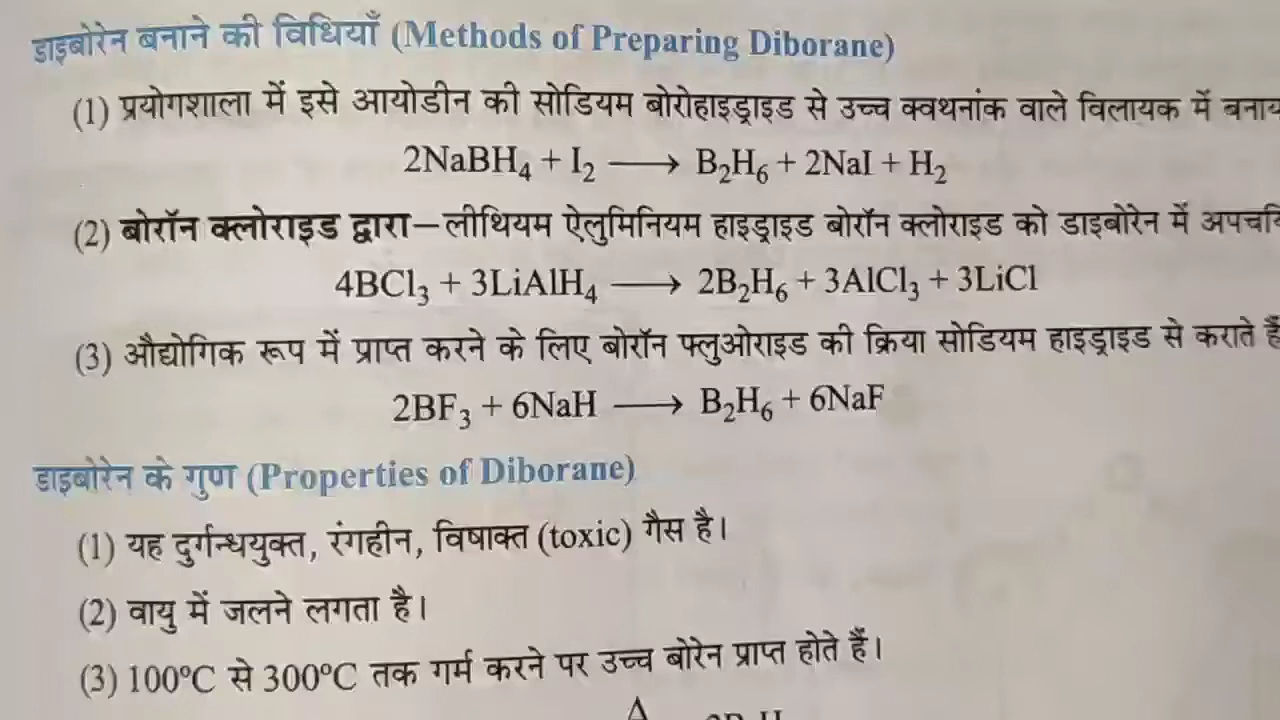 डाइबोरेन बनाने की विधियाँ (Methods of Preparing Diborane)
(1) प्रयोगशाला में इसे आयोडीन की सोडियम बोरोहाइड्राइड से उच्च क्वथनांक वाले विलायक में
2NaBH₄ + I₂ ⟶ B₂H₆ + 2NaI + H₂
(2) बोरॉन क्लोराइड द्वारा—लीथियम ऐलुमिनियम हाइड्राइड बोरॉन क्लोराइड को डाइबोरेन में
4BCl₃ + 3LiAlH₄ ⟶ 2B₂H₆ + 3AlCl₃ + 3LiCl
(3) औद्योगिक रूप में प्राप्त करने के लिए बोरॉन फ्लुओराइड की क्रिया सोडियम हाइड्राइड से कराते हैं
2BF₃ + 6NaH ⟶ B₂H₆ + 6NaF
डाइबोरेन के गुण (Properties of Diborane)
(1) यह दुर्गन्धयुक्त, रंगहीन, विषाक्त (toxic) गैस है।
(2) वायु में जलने लगता है।
(3) 100°C से 300°C तक गर्म करने पर उच्च बोरेन प्राप्त होते हैं।